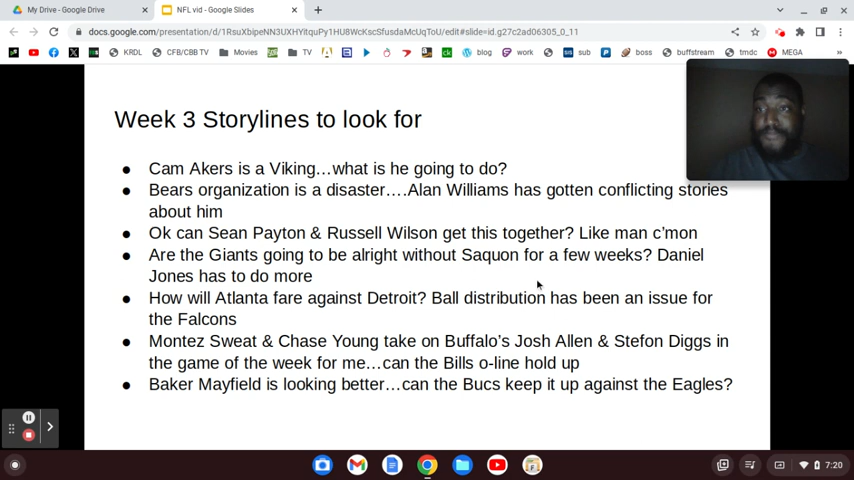 My Drive - Google Drive
NFL vid - Google Slides
docs.google.com/presentation/d/1RsuXbipeNN3UXHYitquPy1HU8WcKscSfusdaMcUqToU/edit#slide=id.g27c2ad06305_0_11
KRDL
CFB/CBB TV
Movies
TV
blog
work
sub
boss
buffstream
tmdc
MEGA
Week 3 Storylines to look for
● Cam Akers is a Viking…what is he going to do?
● Bears organization is a disaster….Alan Williams has gotten conflicting stories
about him
● Ok can Sean Payton & Russell Wilson get this together? Like man c’mon
● Are the Giants going to be alright without Saquon for a few weeks? Daniel
Jones has to do more
● How will Atlanta fare against Detroit? Ball distribution has been an issue for
the Falcons
● Montez Sweat & Chase Young take on Buffalo’s Josh Allen & Stefon Diggs in
the game of the week for me…can the Bills o-line hold up
● Baker Mayfield is looking better…can the Bucs keep it up against the Eagles?
7:20